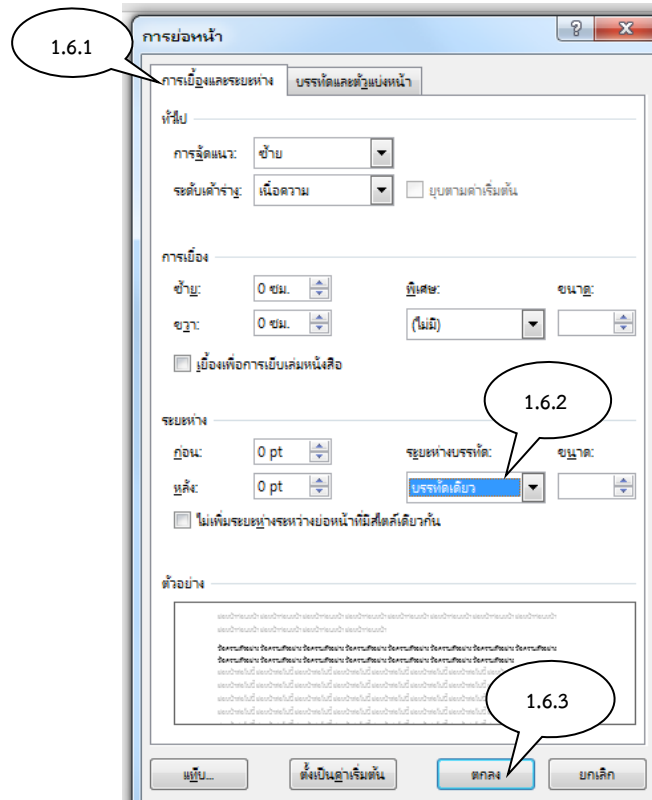 1.6.1
การย่อหน้า
?
X
การเยื้องและระยะห่าง บรรทัดและตัวแบ่งหน้า
ทั่วไป
การจัดแนว: ซ้าย
ระดับเค้าร่าง: เนื้อความ ยุบตามค่าเริ่มต้น
การเยื้อง
ซ้าย: 0 ซม. พิเศษ: ขนาด:
ขวา: 0 ซม. (ไม่มี)
เยื้องเพื่อการเย็บเล่มหนังสือ
1.6.2
ระยะห่าง
ก่อน: 0 pt ระยะห่างบรรทัด: ขนาด:
หลัง: 0 pt บรรทัดเดียว
ไม่เพิ่มระยะห่างระหว่างย่อหน้าที่มีสไตล์เดียวกัน
ตัวอย่าง
1.6.3
แท็บ... ตั้งเป็นค่าเริ่มต้น ตกลง ยกเลิก